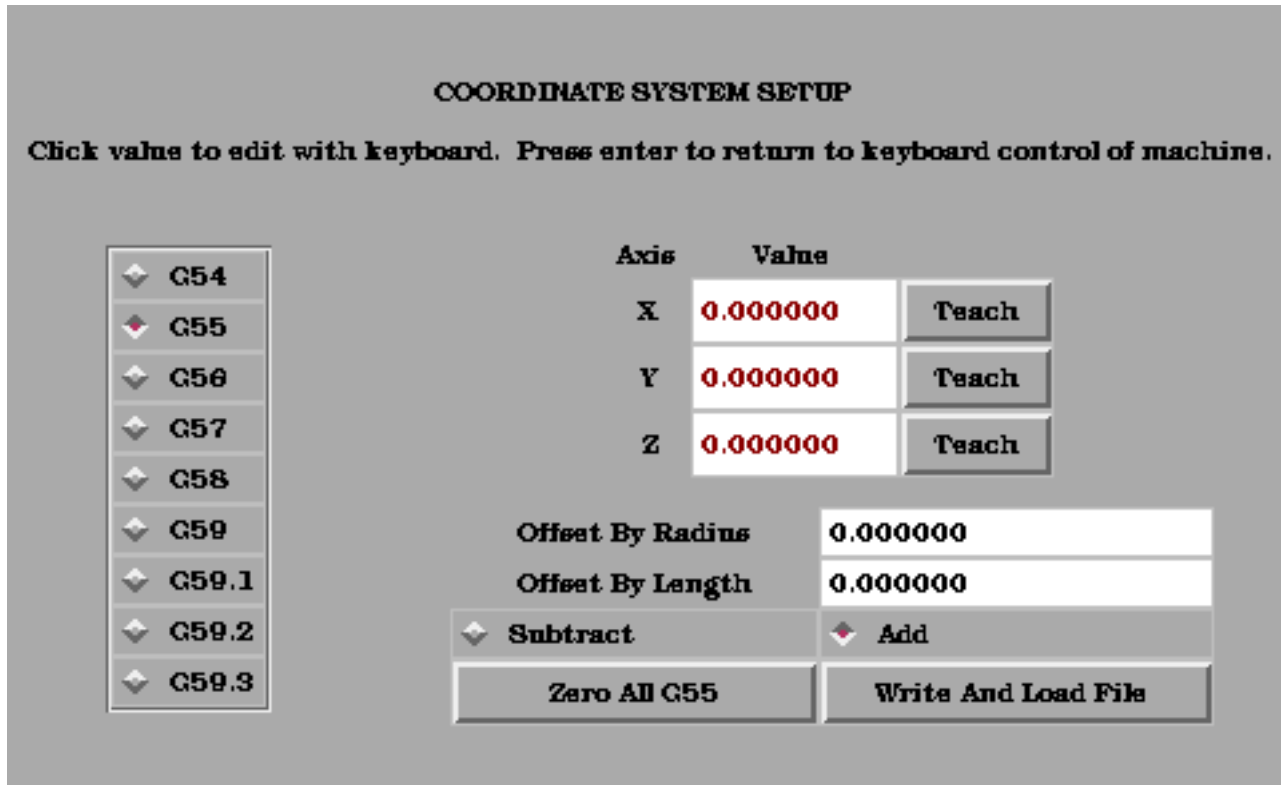 COORDINATE SYSTEM SETUP
Click value to edit with keyboard. Press enter to return to keyboard control of machine.
G54
G55
G56
G57
G58
G59
G59.1
G59.2
G59.3
Axis Value
X 0.000000 Teach
Y 0.000000 Teach
Z 0.000000 Teach
Offset By Radius 0.000000
Offset By Length 0.000000
Subtract Add
Zero All G55 Write And Load File